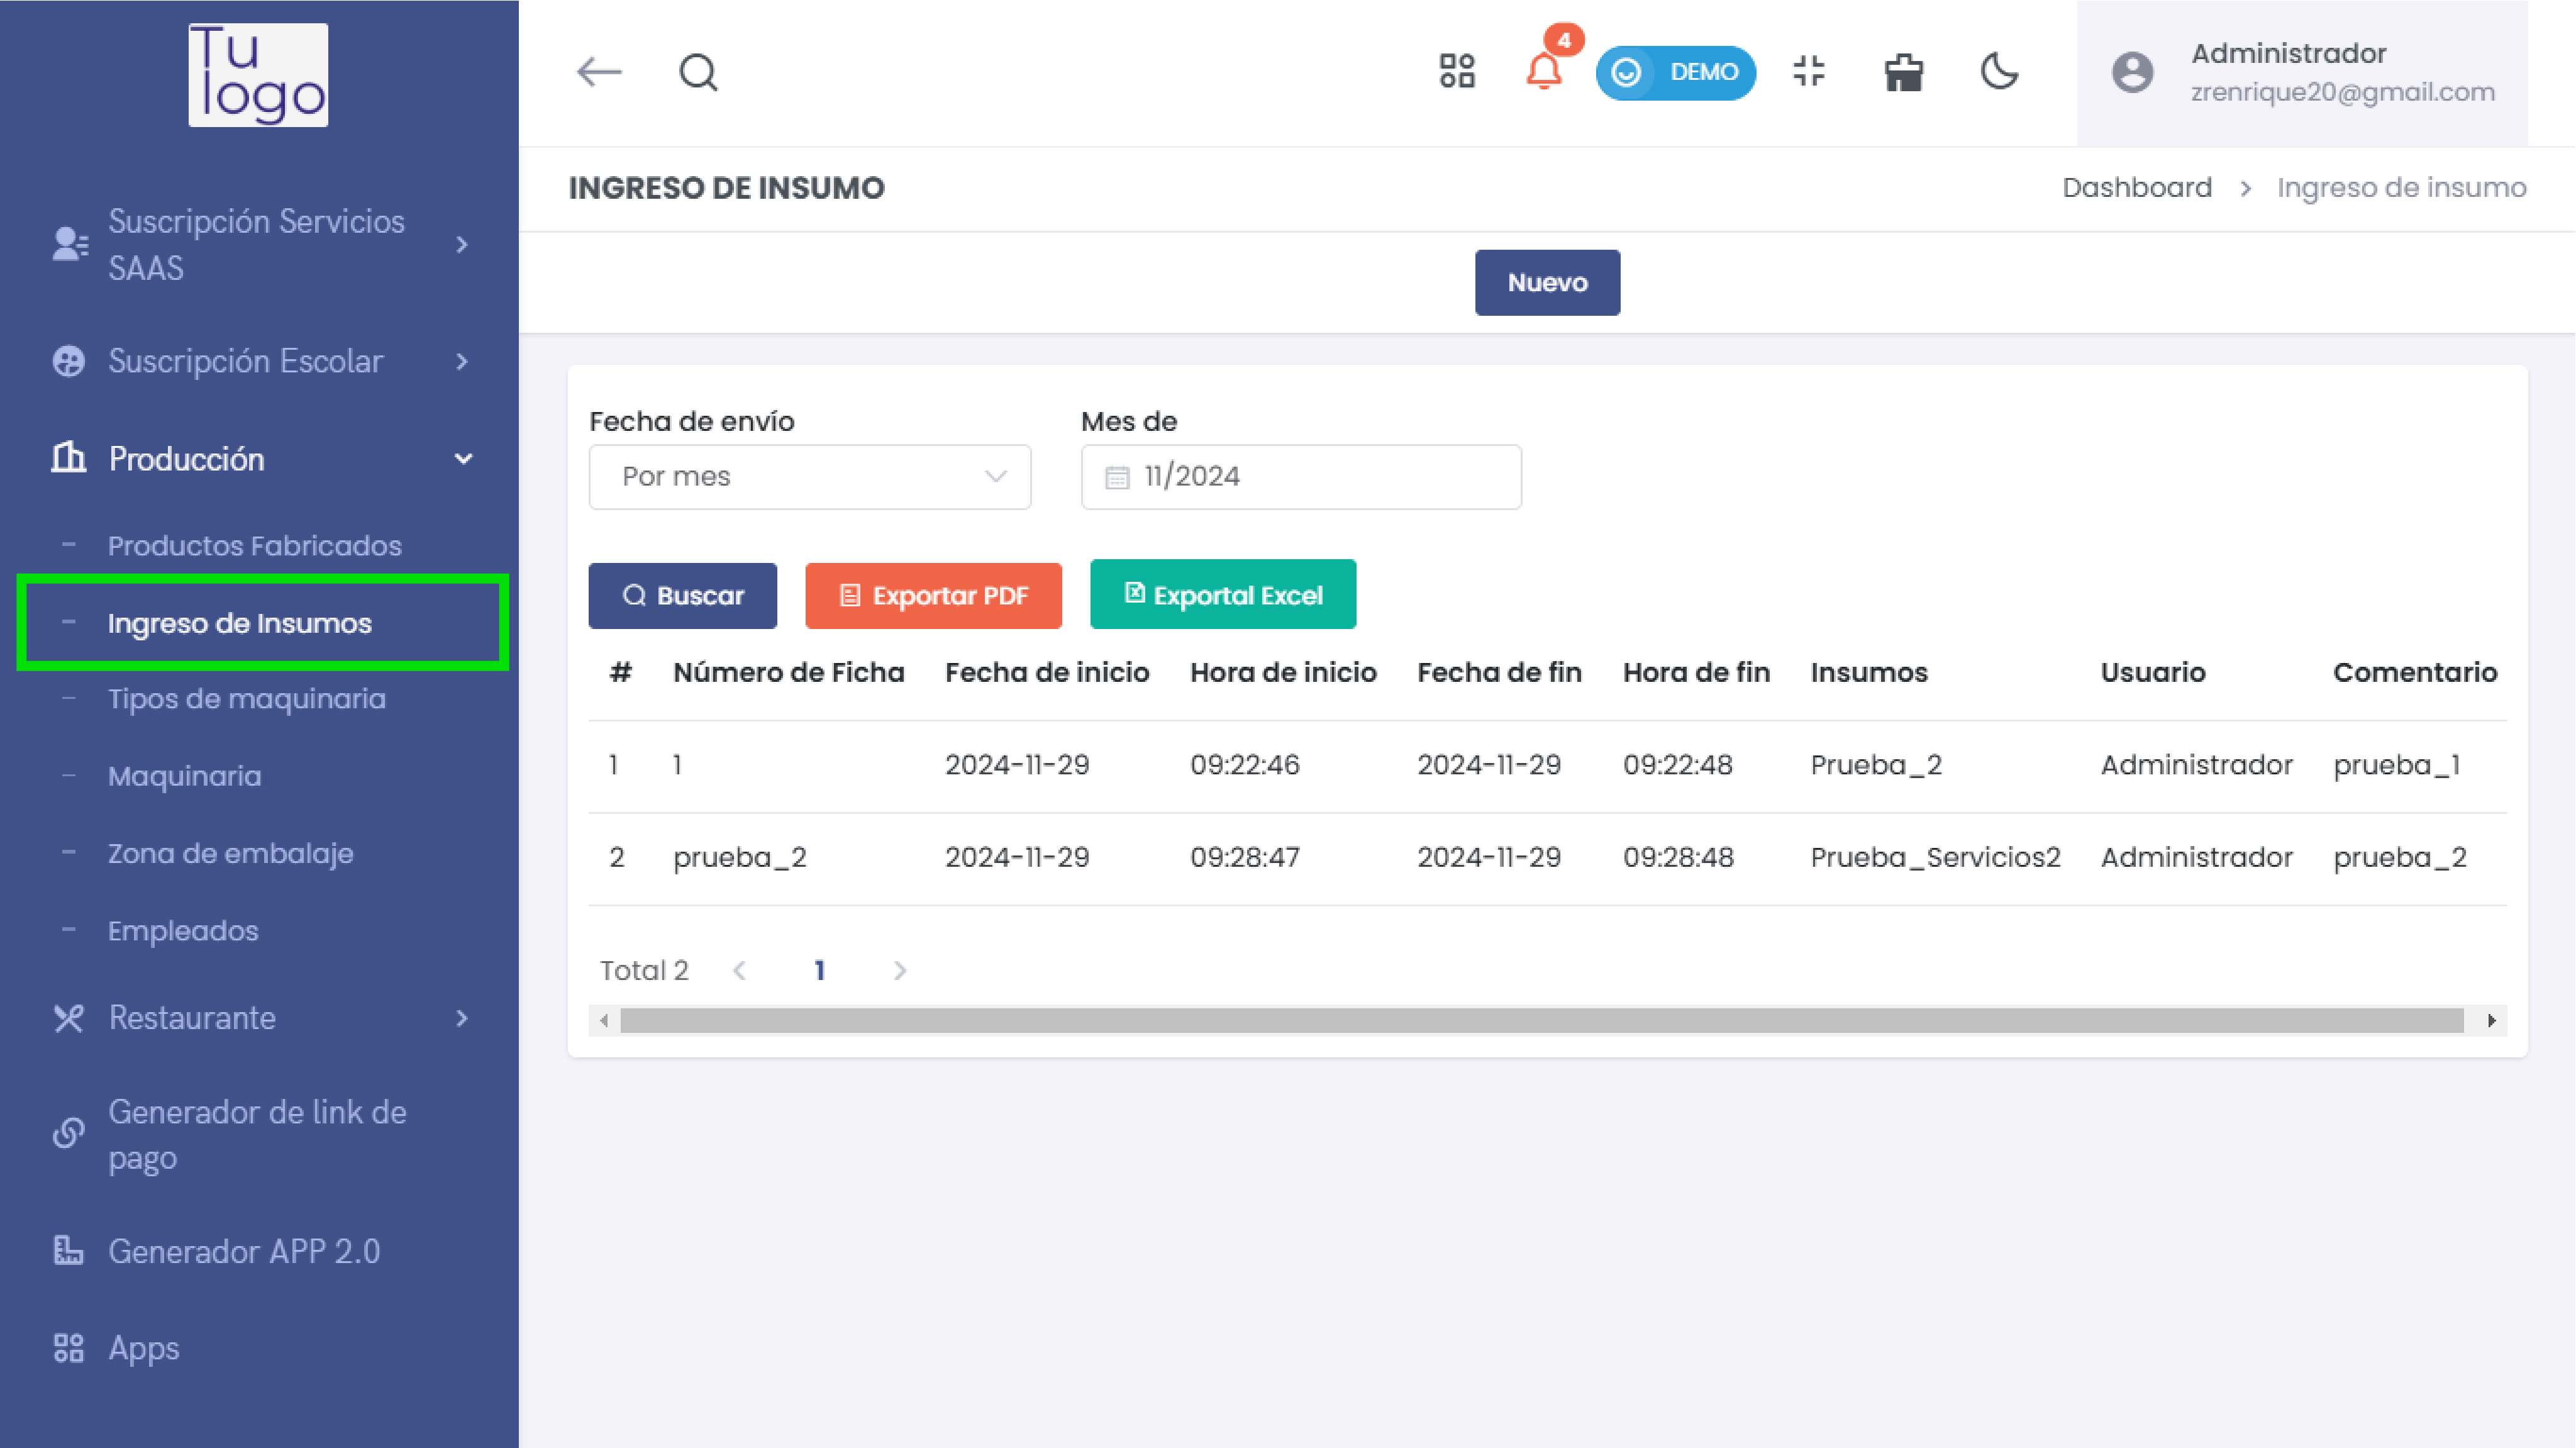 Tu
logo
Suscripción Servicios
SAAS
Suscripción Escolar
Producción
Productos Fabricados
Ingreso de Insumos
Tipos de maquinaria
Maquinaria
Zona de embalaje
Empleados
Restaurante
Generador de link de
pago
Generador APP 2.0
Apps
4
DEMO
Administrador
zrenrique20@gmail.com
INGRESO DE INSUMO
Dashboard > Ingreso de insumo
Nuevo
Fecha de envío Mes de
Por mes 11/2024
Buscar Exportar PDF Exportal Excel
# Número de Ficha Fecha de inicio Hora de inicio Fecha de fin Hora de fin Insumos Usuario Comentario
1 1 2024-11-29 09:22:46 2024-11-29 09:22:48 Prueba_2 Administrador prueba_1
2 prueba_2 2024-11-29 09:28:47 2024-11-29 09:28:48 Prueba_Servicios2 Administrador prueba_2
Total 2 < 1 >